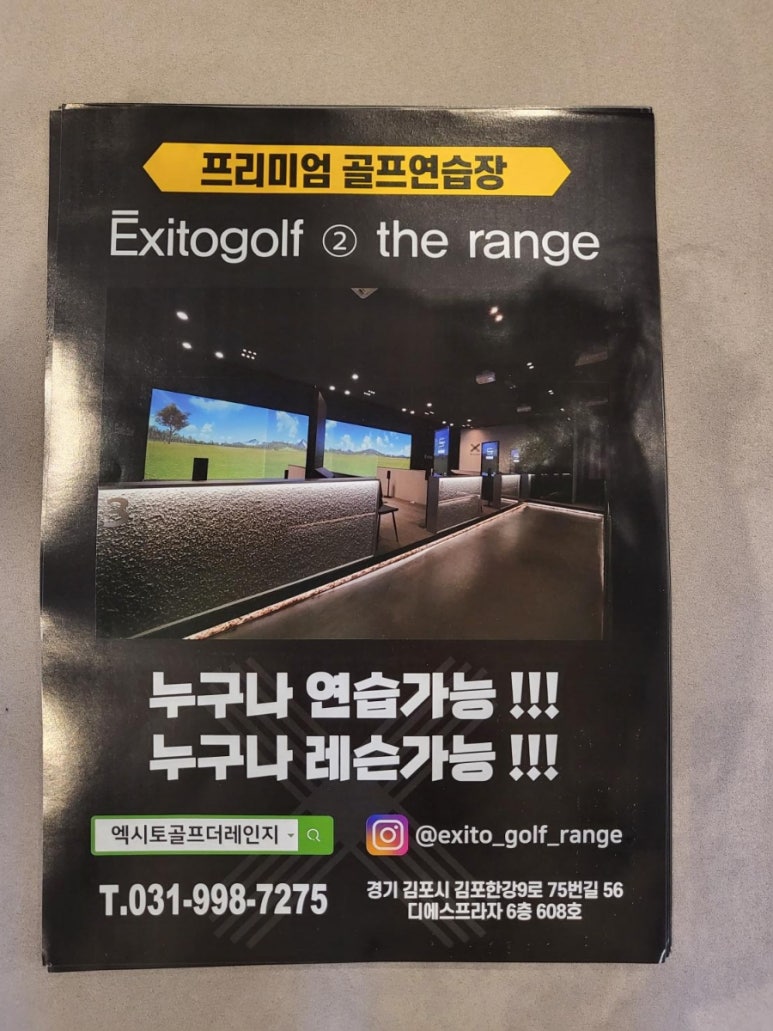 프리미엄 골프연습장
Exitogolf ② the range
3
누구나 연습가능 !!!
누구나 레슨가능 !!!
엑시토골프더레인지
@exito_golf_range
T.031-998-7275
경기 김포시 김포한강9로 75번길 56
디에스프라자 6층 608호